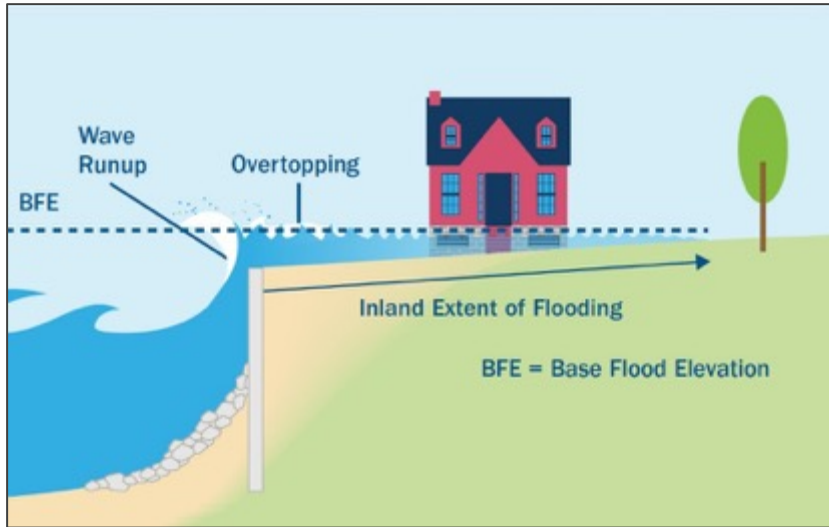 Wave
Runup
Overtopping
BFE
Inland Extent of Flooding
BFE = Base Flood Elevation